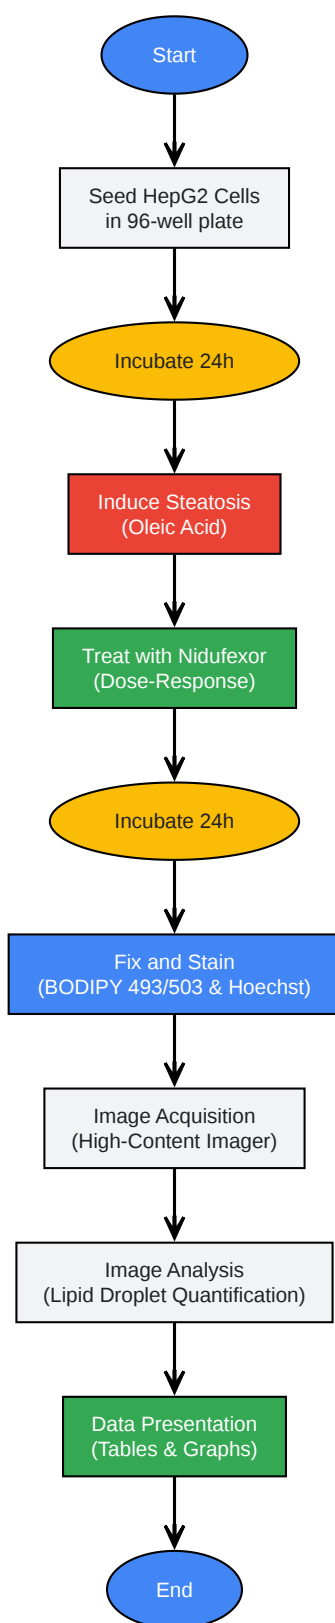 Start
Seed HepG2 Cells
in 96-well plate
Incubate 24h
Induce Steatosis
(Oleic Acid)
Treat with Nidufexor
(Dose-Response)
Incubate 24h
Fix and Stain
(BODIPY 493/503 & Hoechst)
Image Acquisition
(High-Content Imager)
Image Analysis
(Lipid Droplet Quantification)
Data Presentation
(Tables & Graphs)
End